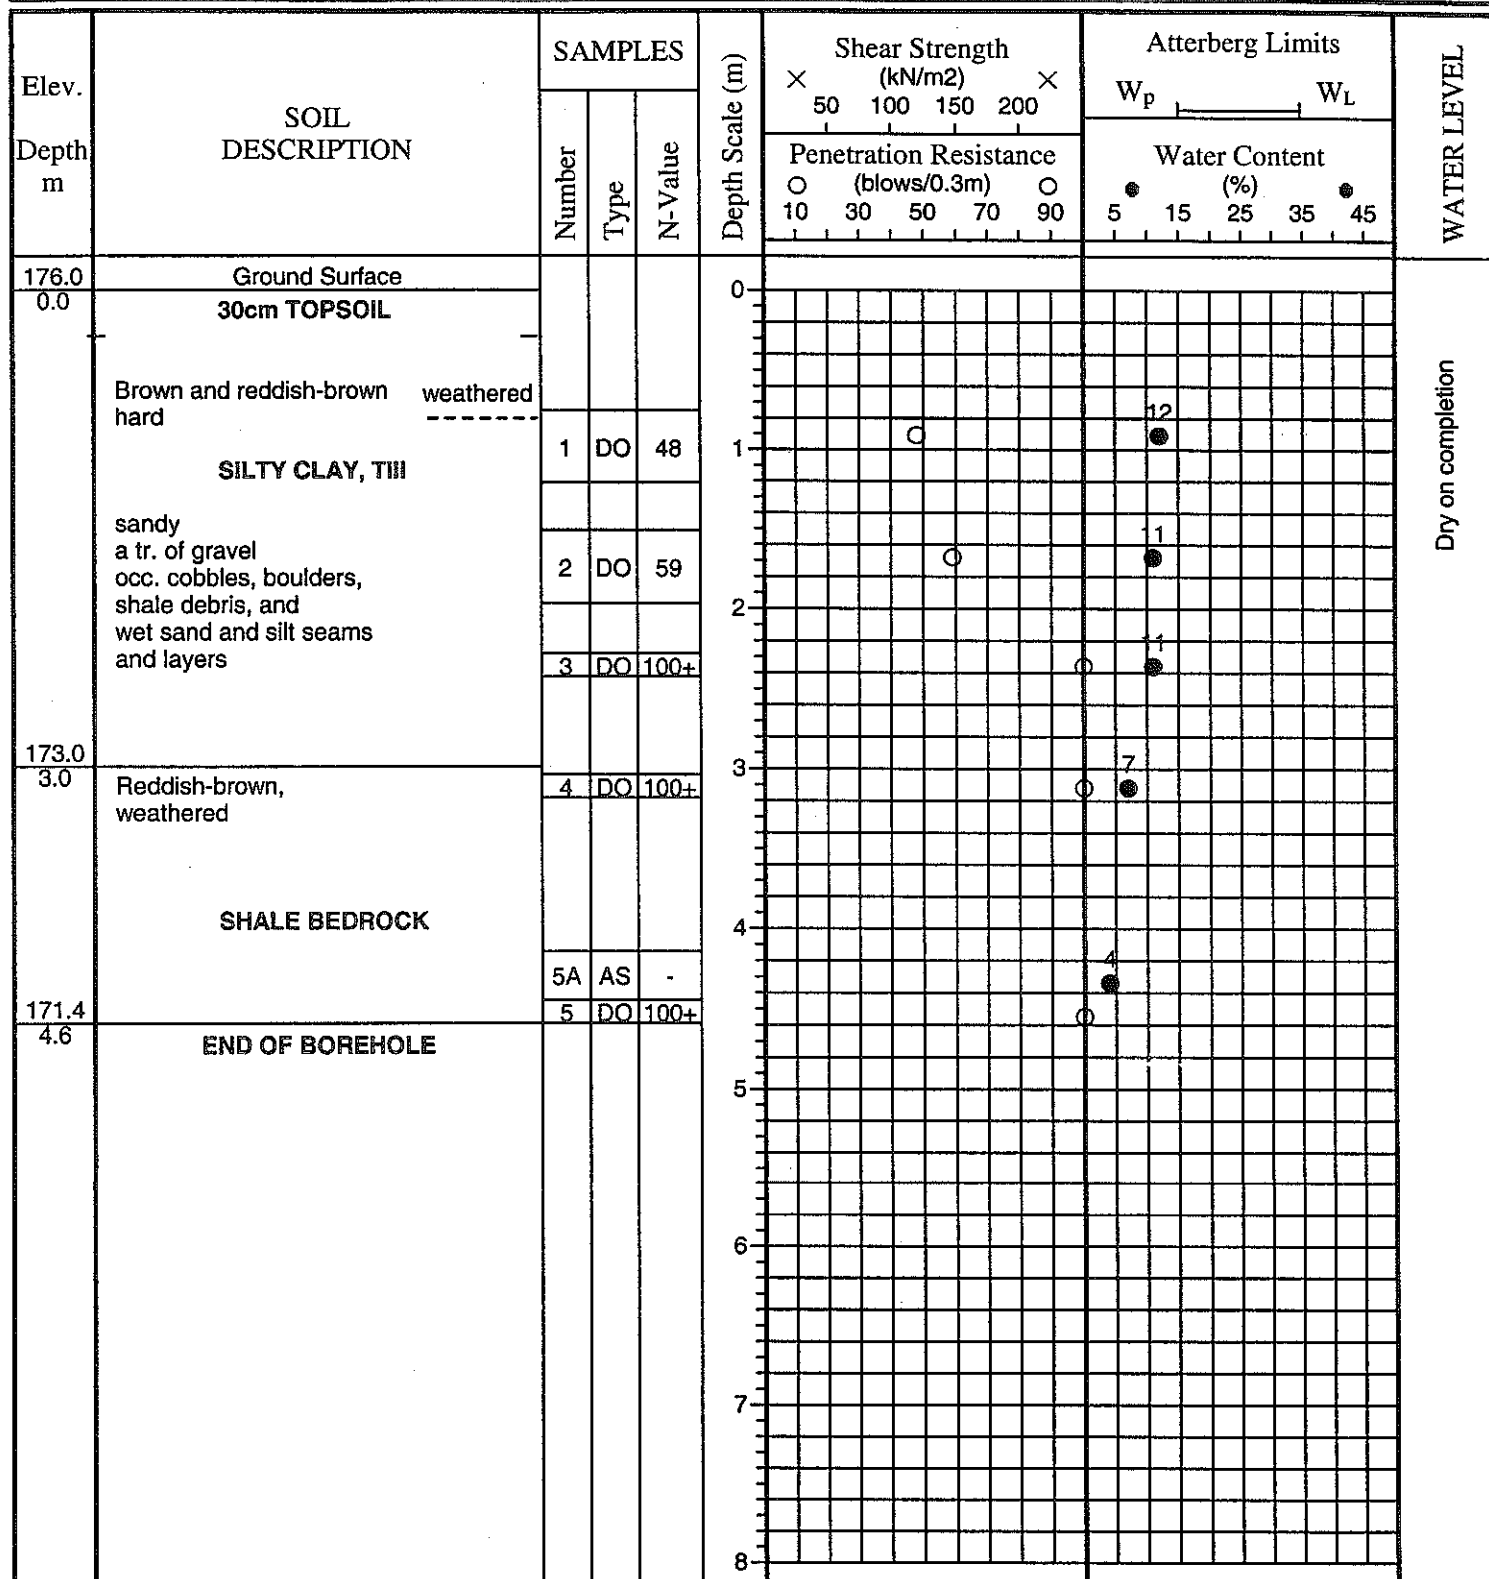 Elev.
Depth
m
SOIL
DESCRIPTION
SAMPLES
Number
Type
N-Value
Depth Scale (m)
Shear Strength
× (kN/m2) ×
50 100 150 200
Penetration Resistance
(blows/0.3m)
10 30 50 70 90
Atterberg Limits
Wp WL
Water Content
(%)
5 15 25 35 45
WATER LEVEL
176.0 Ground Surface
0.0 30cm TOPSOIL
0
Brown and reddish-brown weathered
hard
12
1 DO 48
1
SILTY CLAY, Till
Dry on completion
sandy
a tr. of gravel
11
occ. cobbles, boulders,
2 DO 59
shale debris, and
2
wet sand and silt seams
11
and layers
3 DO 100+
173.0
3.0
3
7
Reddish-brown,
4 DO 100+
weathered
SHALE BEDROCK
4
4
5A AS -
171.4 5 DO 100+
4.6
END OF BOREHOLE
5
6
7
8